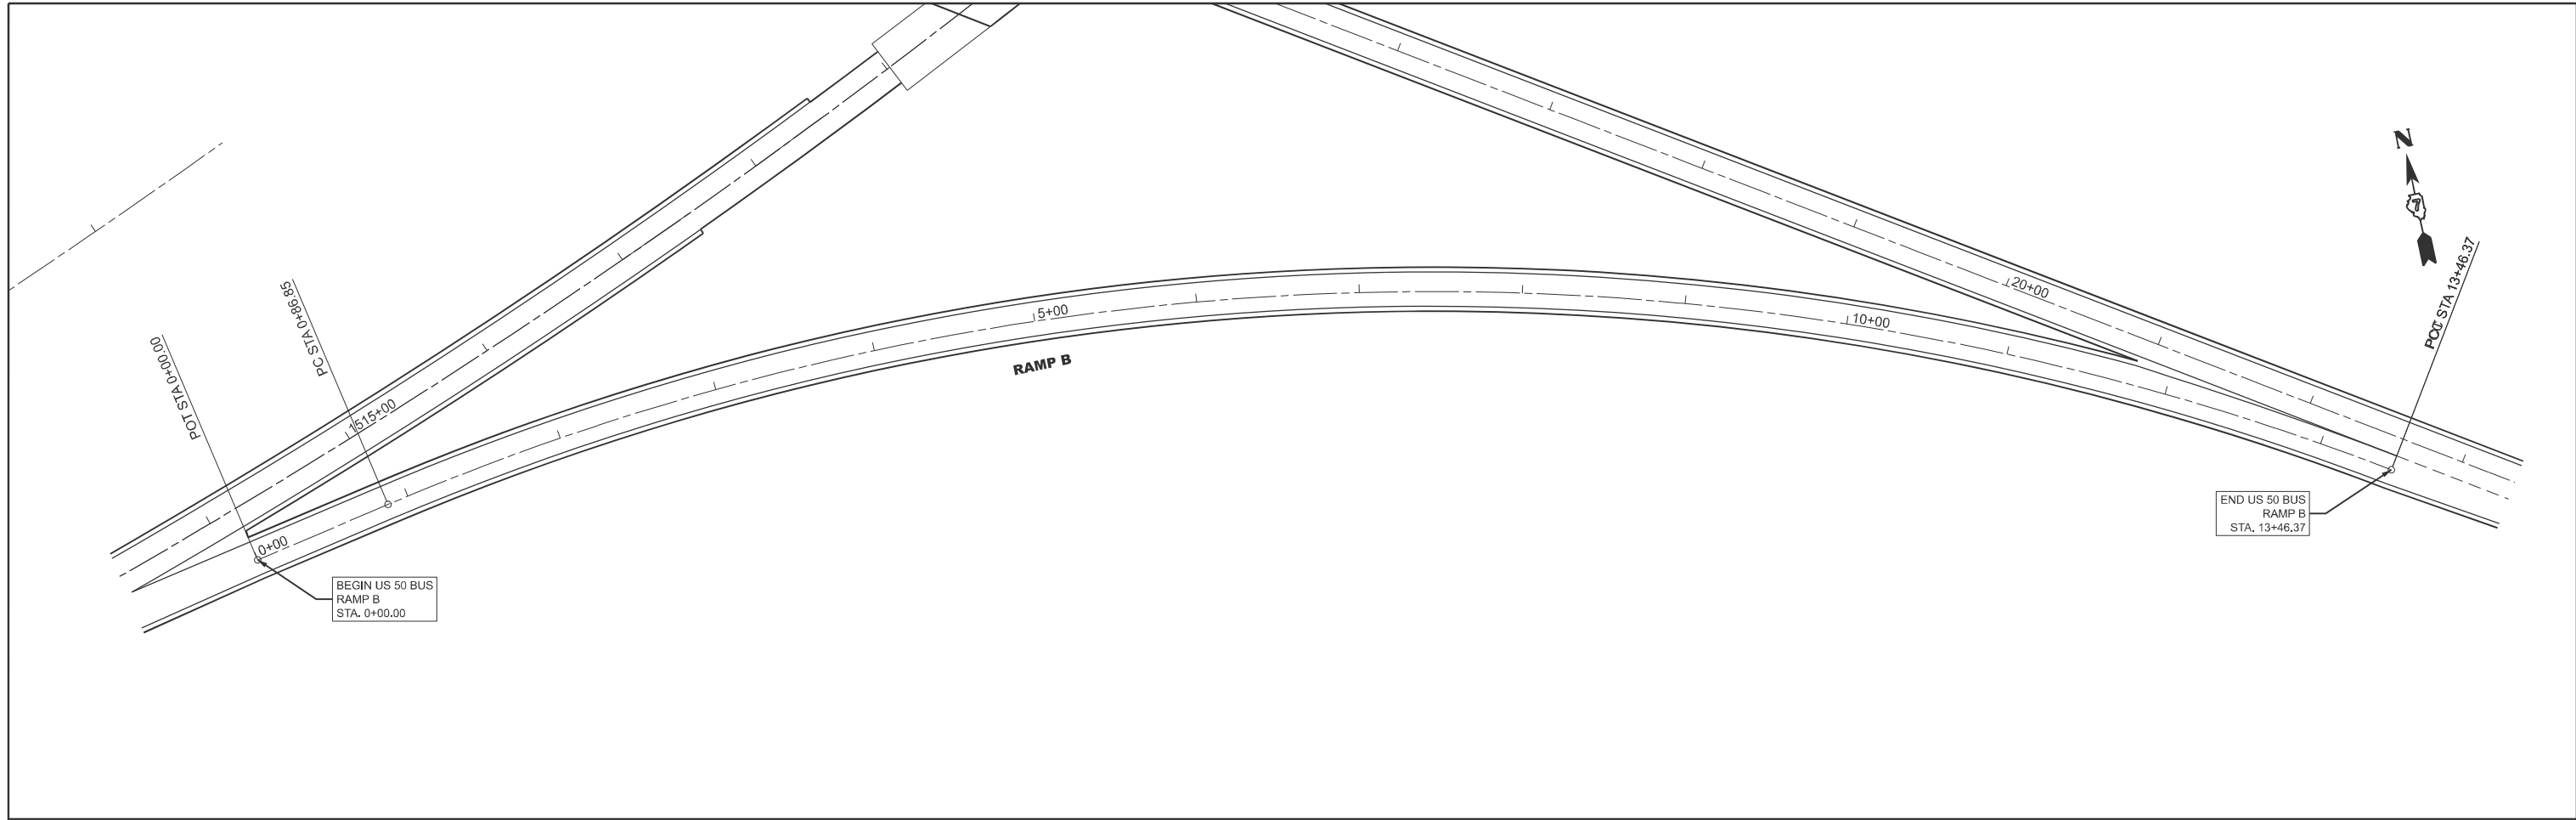 N
7
20+00
PC STA 0+86.85
5+00
10+00
STA 13+46.37
POT STA 0+00.00
RAMP B
1515+00
0+00
END US 50 BUS
RAMP B
STA. 13+46.37
BEGIN US 50 BUS
RAMP B
STA. 0+00.00